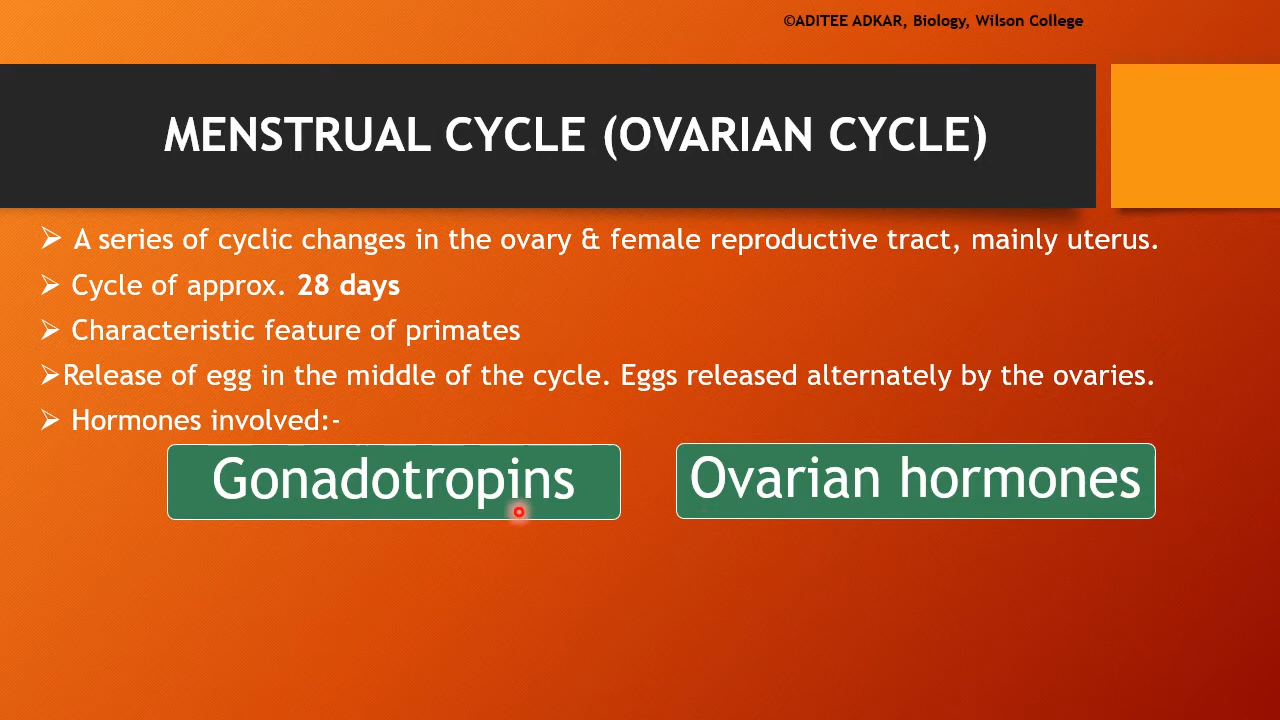 ©ADITEE ADKAR, Biology, Wilson College
MENSTRUAL CYCLE (OVARIAN CYCLE)
➢ A series of cyclic changes in the ovary & female reproductive tract, mainly uterus.
➢ Cycle of approx. 28 days
➢ Characteristic feature of primates
➢Release of egg in the middle of the cycle. Eggs released alternately by the ovaries.
➢ Hormones involved:-
Gonadotropins
Ovarian hormones